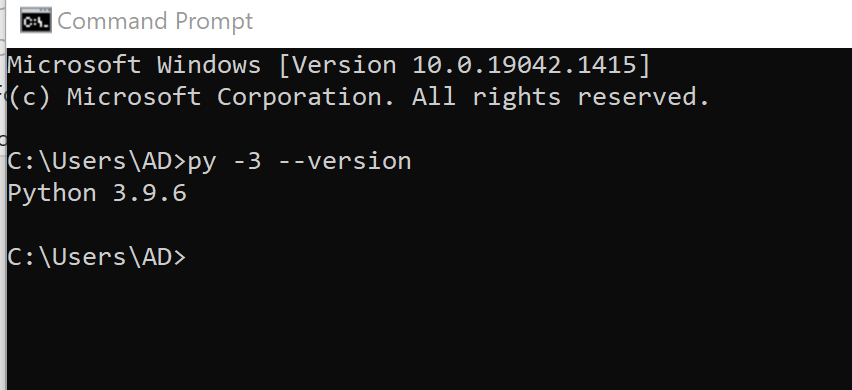 Command Prompt
Microsoft Windows [Version 10.0.19042.1415]
(c) Microsoft Corporation. All rights reserved.
C:\Users\AD>py -3 --version
Python 3.9.6
C:\Users\AD>